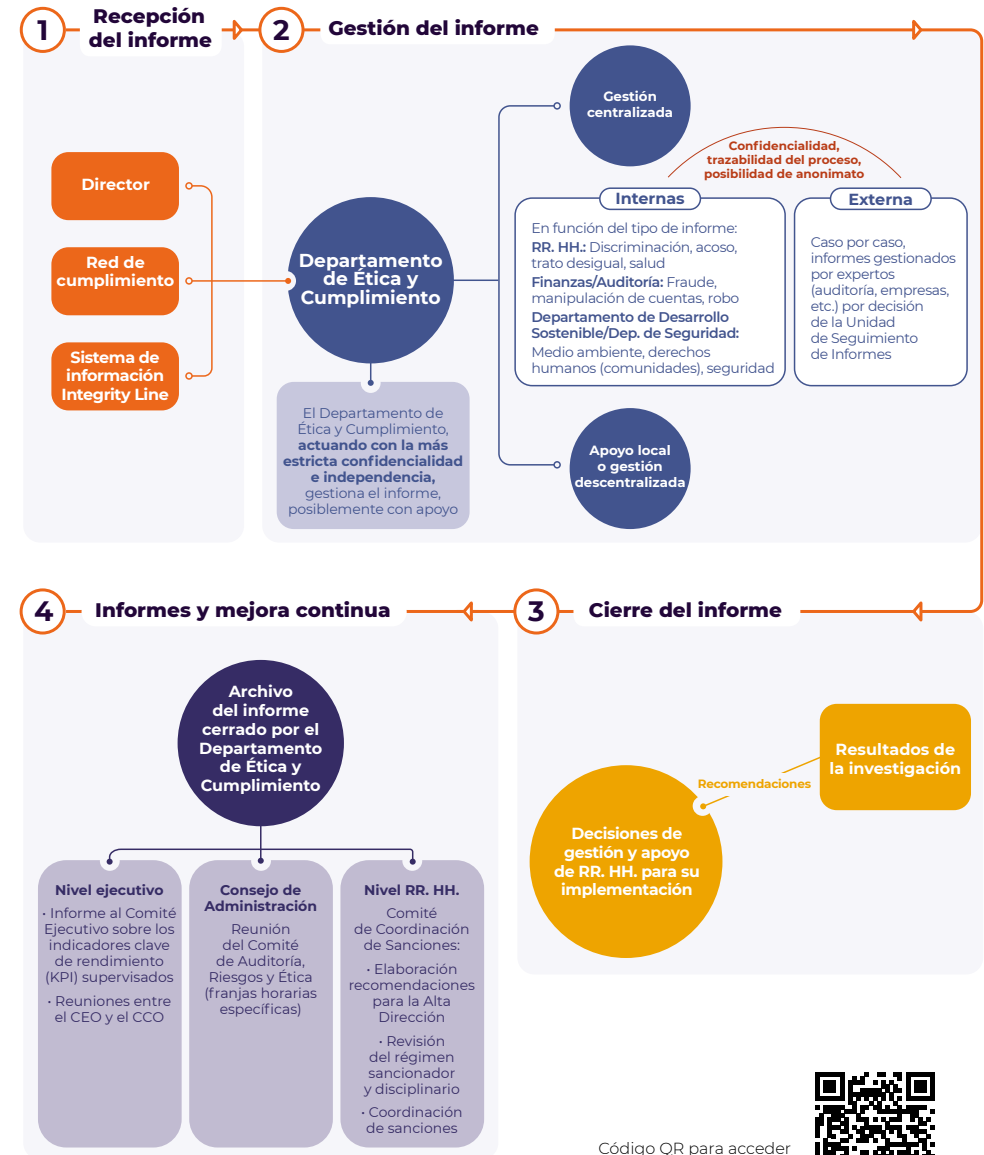 1
Recepción
del informe
2
Gestión del informe
Director
Red de
cumplimiento
Sistema de
información
Integrity Line
Departamento
de Ética y
Cumplimiento
El Departamento de
Ética y Cumplimiento,
actuando con la más
estricta confidencialidad
e independencia,
gestiona el informe,
posiblemente con apoyo
Gestión
centralizada
Confidencialidad,
trazabilidad del proceso,
posibilidad de anonimato
Internas
En función del tipo de informe:
RR. HH.: Discriminación, acoso,
trato desigual, salud
Finanzas/Auditoría: Fraude,
manipulación de cuentas, robo
Departamento de Desarrollo
Sostenible/Dep. de Seguridad:
Medio ambiente, derechos
humanos (comunidades), seguridad
Externa
Caso por caso,
informes gestionados
por expertos
(auditoría, empresas,
etc.) por decisión
de la Unidad
de Seguimiento
de Informes
Apoyo local
o gestión
descentralizada
3
Cierre del informe
Resultados de
la investigación
Recomendaciones
Decisiones de
gestión y apoyo
de RR. HH. para su
implementación
4
Informes y mejora continua
Archivo
del informe
cerrado por el
Departamento
de Ética y
Cumplimiento
Nivel ejecutivo
• Informe al Comité
Ejecutivo sobre los
indicadores clave
de rendimiento
(KPI) supervisados
• Reuniones entre
el CEO y el CCO
Consejo de
Administración
Reunión
del Comité
de Auditoría,
Riesgos y Ética
(franjas horarias
específicas)
Nivel RR. HH.
Comité
de Coordinación
de Sanciones:
• Elaboración
recomendaciones
para la Alta
Dirección
• Revisión
del régimen
sancionador
y disciplinario
• Coordinación
de sanciones
Código QR para acceder